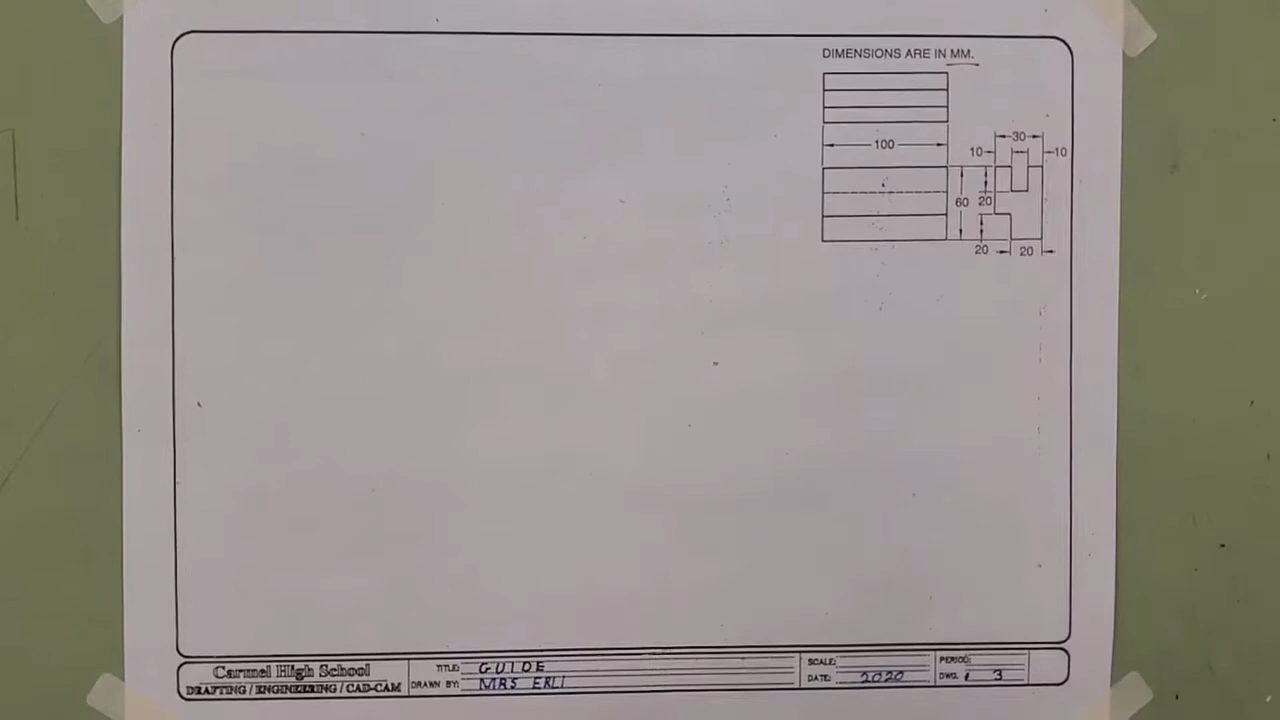 DIMENSIONS ARE IN MM.
30
10
10
100
60
20
20
20
Carmel High School
DRAFTING / ENGINEERING / CAD-CAM
TITLE: GUIDE
DRAWN BY: MRS ERLI
SCALE:
DATE: 2020
PERIOD:
DWG. # 3